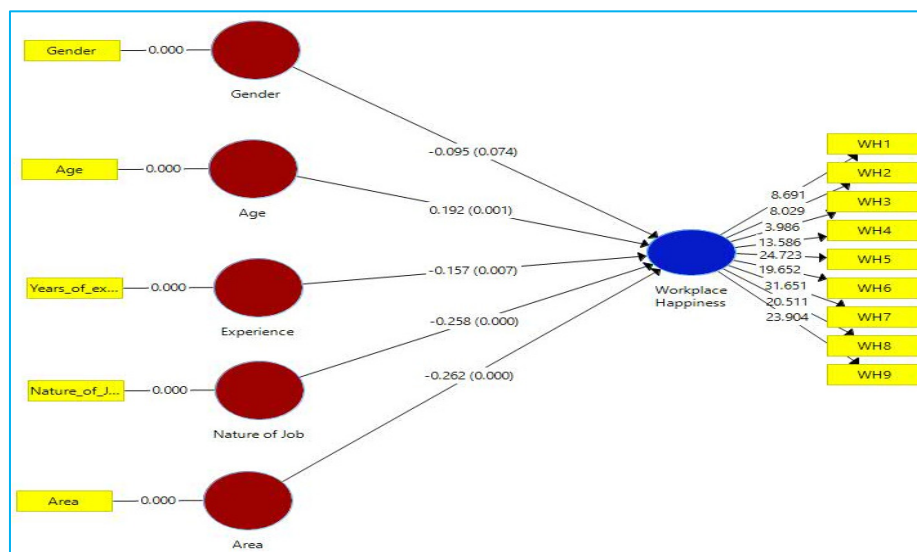 Gender
0.000
Gender
-0.095 (0.074)
Age
0.000
Age
0.192 (0.001)
Years_of_ex...
0.000
Experience
-0.157 (0.007)
Nature_of_J...
0.000
Nature of Job
-0.258 (0.000)
Area
0.000
Area
-0.262 (0.000)
Workplace
Happiness
8.691
8.029
3.986
13.586
24.723
19.652
31.651
20.511
23.904
WH1
WH2
WH3
WH4
WH5
WH6
WH7
WH8
WH9